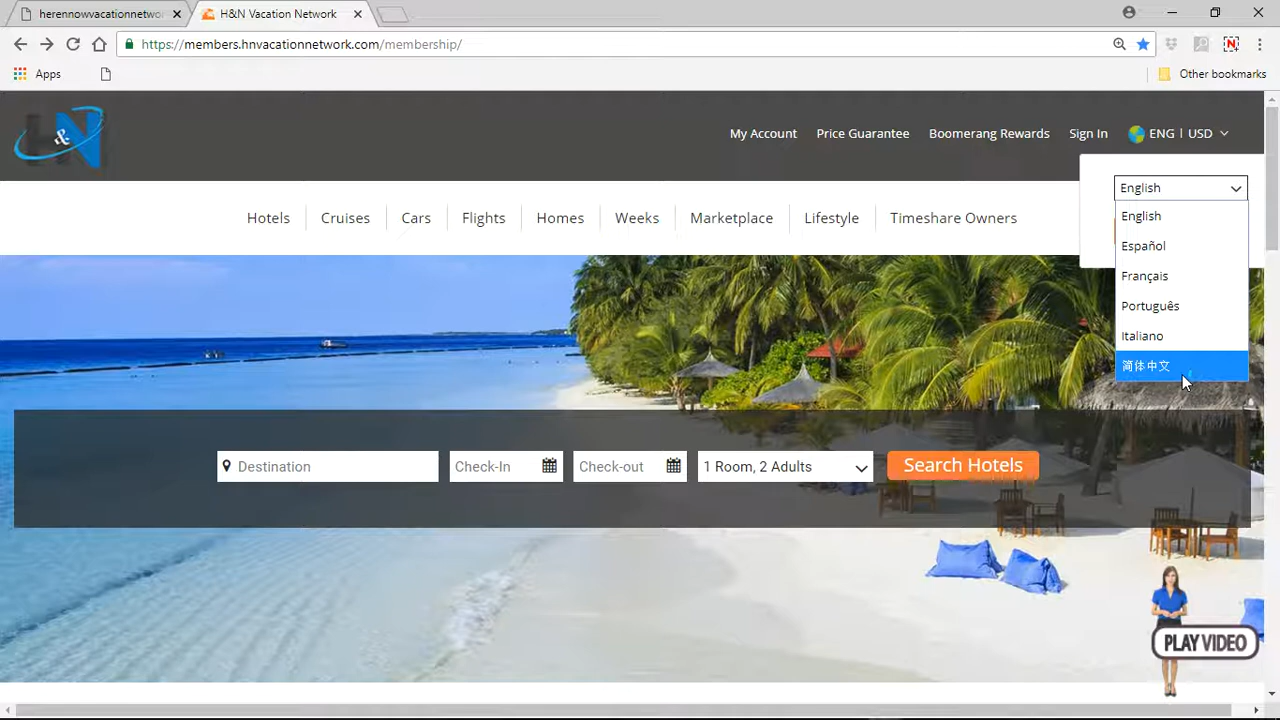 herennowvacationnetwo
H&N Vacation Network
https://members.hnvacationnetwork.com/membership/
Apps
Other bookmarks
H&N
My Account
Price Guarantee
Boomerang Rewards
Sign In
ENG | USD
English
Hotels
Cruises
Cars
Flights
Homes
Weeks
Marketplace
Lifestyle
Timeshare Owners
English
Español
Français
Português
Italiano
简体中文
Destination
Check-In
Check-out
1 Room, 2 Adults
Search Hotels
PLAY VIDEO